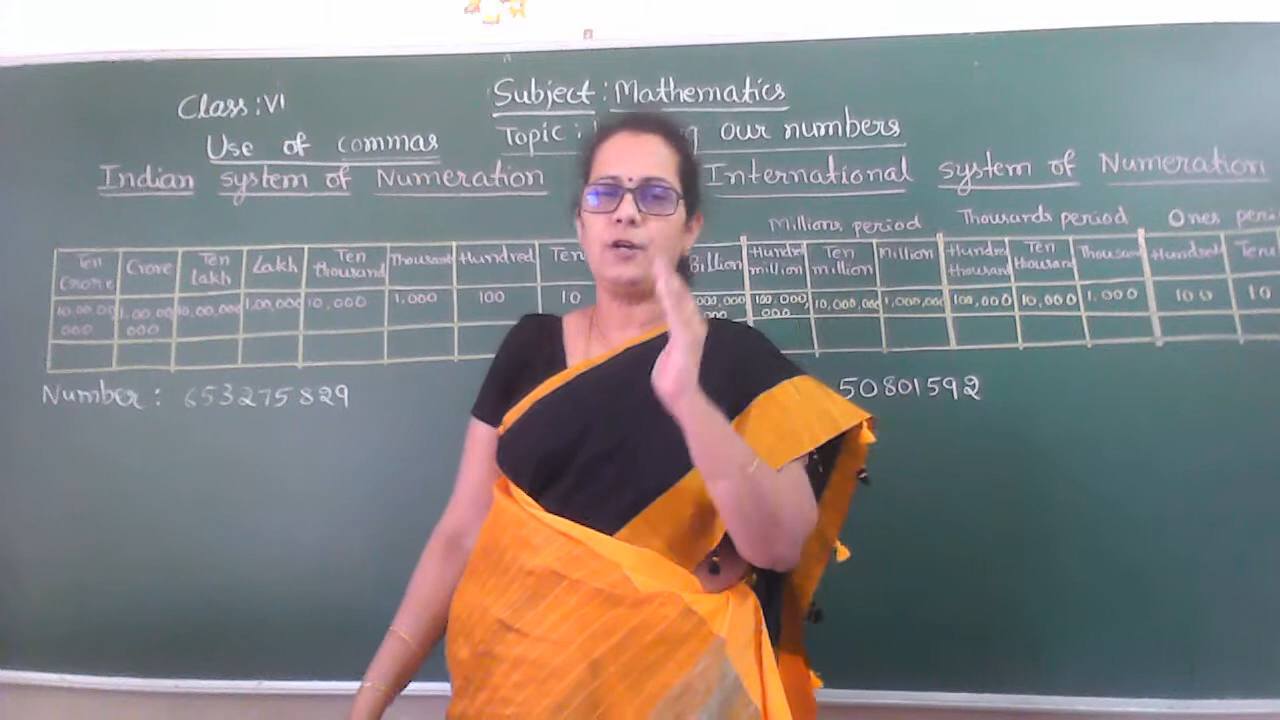 Class: VI
Subject: Mathematics
Use of commas
Topic: our numbers
Indian system of Numeration
International system of Numeration
Millions period Thousands period Ones
Ten Crore Crore Ten lakh Lakh Ten thousand Thousand Hundred Ten
Billion Hundred million Ten million Million Hundred thousand Ten thousand Thousand Hundred Tens
10,00,00,000 1,00,00,000 10,00,000 1,00,000 10,000 1,000 100 10
100,000,000 10,000,000 1,000,000 100,000 10,000 1,000 100 10
Number: 653275829
50801592